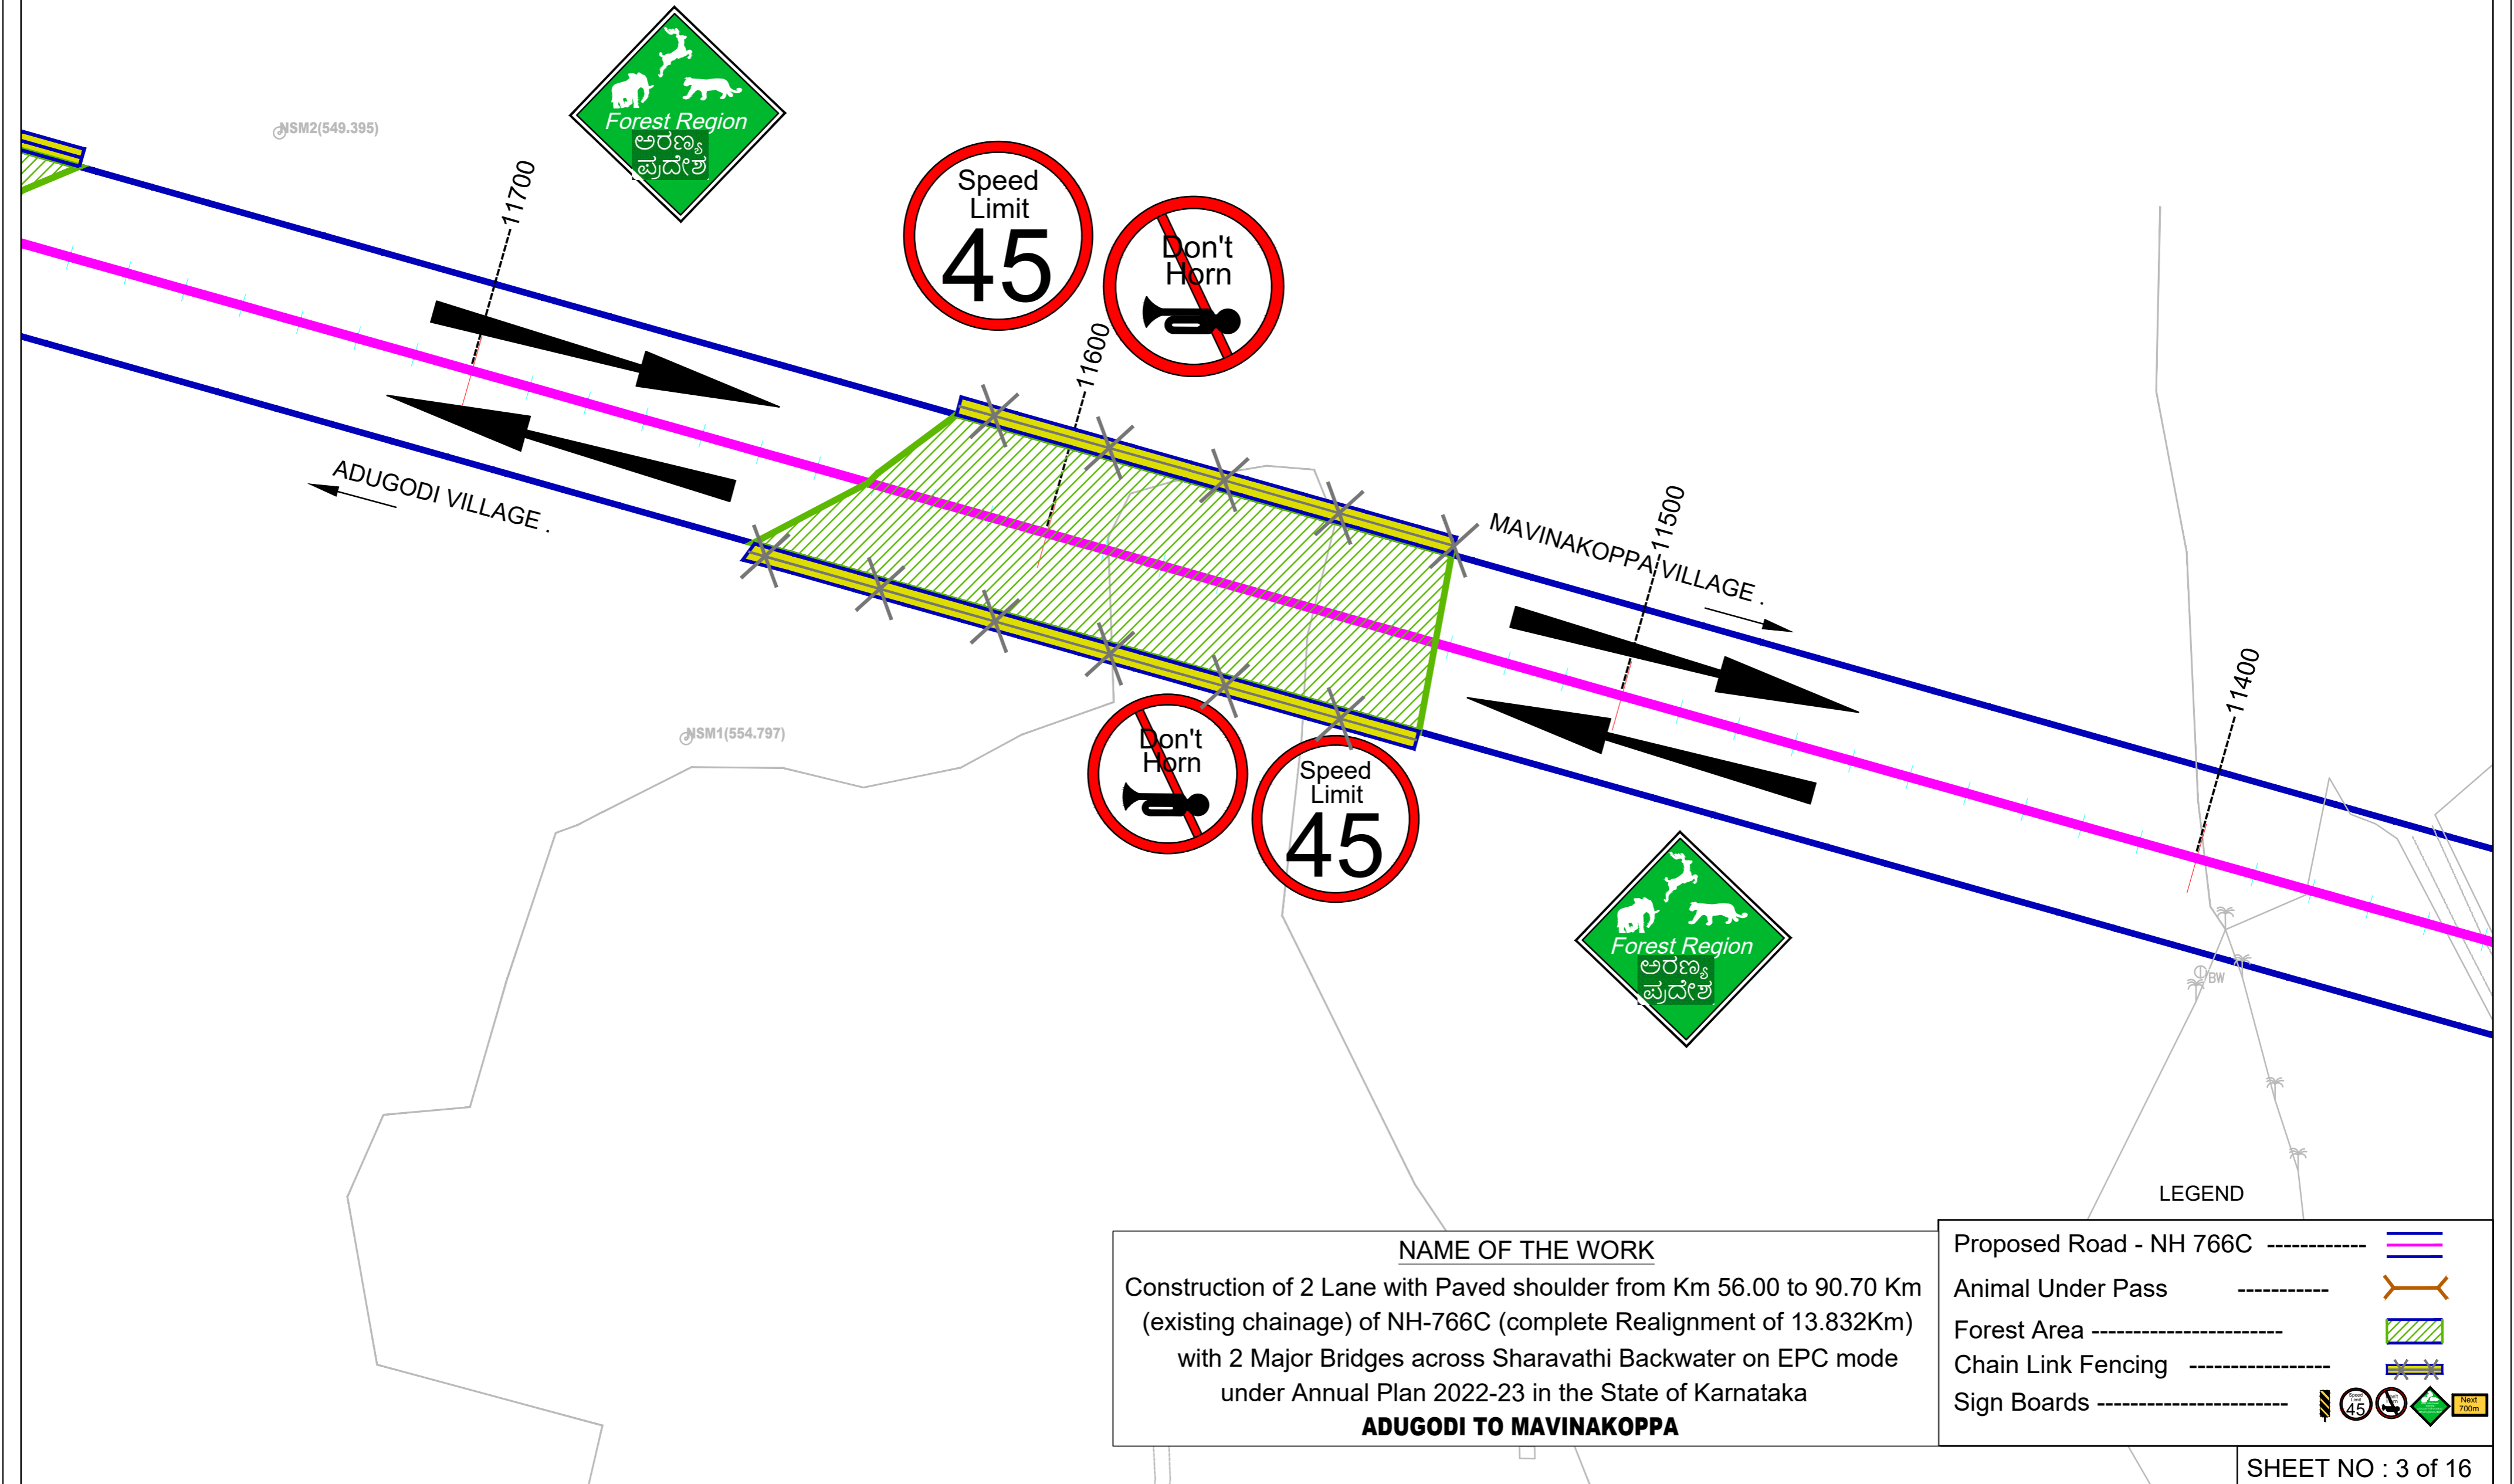 Forest Region
ಅರಣ್ಯ
ಪ್ರದೇಶ
NSM2(549.395)
11700
Speed
Limit
45
Don't
Horn
11600
ADUGODI VILLAGE .
MAVINAKOPPA VILLAGE .
11500
11400
NSM1(554.797)
Don't
Horn
Speed
Limit
45
Forest Region
ಅರಣ್ಯ
ಪ್ರದೇಶ
BW
LEGEND
Proposed Road - NH 766C ------------
Animal Under Pass -----------
Forest Area -----------------------
Chain Link Fencing -----------------
Sign Boards -----------------------
Speed
Limit
45
Next
700m
NAME OF THE WORK
Construction of 2 Lane with Paved shoulder from Km 56.00 to 90.70 Km
(existing chainage) of NH-766C (complete Realignment of 13.832Km)
with 2 Major Bridges across Sharavathi Backwater on EPC mode
under Annual Plan 2022-23 in the State of Karnataka
ADUGODI TO MAVINAKOPPA
SHEET NO : 3 of 16